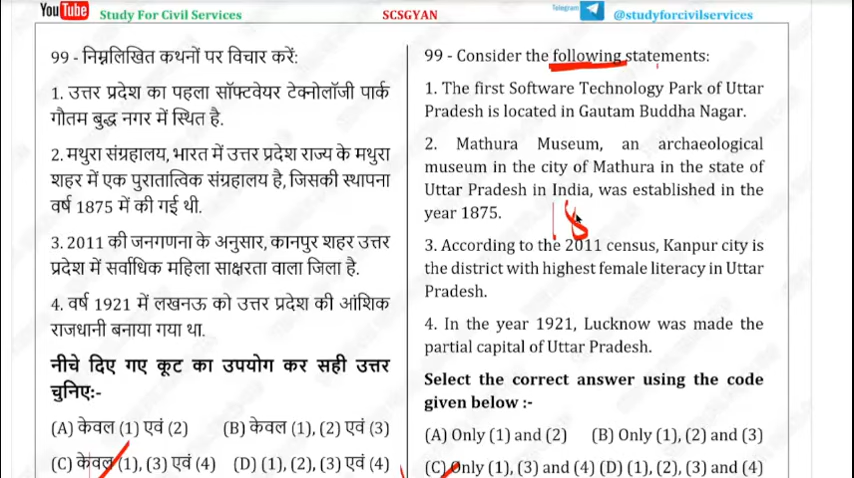 YouTube Study For Civil Services SCSGYAN Telegram @studyforcivilservices
99 - निम्नलिखित कथनों पर विचार करें:
1. उत्तर प्रदेश का पहला सॉफ्टवेयर टेक्नोलॉजी पार्क
गौतम बुद्ध नगर में स्थित है.
2. मथुरा संग्रहालय, भारत में उत्तर प्रदेश राज्य के मथुरा
शहर में एक पुरातात्विक संग्रहालय है, जिसकी स्थापना
वर्ष 1875 में की गई थी.
3. 2011 की जनगणना के अनुसार, कानपुर शहर उत्तर
प्रदेश में सर्वाधिक महिला साक्षरता वाला जिला है.
4. वर्ष 1921 में लखनऊ को उत्तर प्रदेश की आंशिक
राजधानी बनाया गया था.
नीचे दिए गए कूट का उपयोग कर सही उत्तर
चुनिए:-
(A) केवल (1) एवं (2) (B) केवल (1), (2) एवं (3)
(C) केवल (1), (3) एवं (4) (D) (1), (2), (3) एवं (4)
99 - Consider the following statements:
1. The first Software Technology Park of Uttar
Pradesh is located in Gautam Buddha Nagar.
2. Mathura Museum, an archaeological
museum in the city of Mathura in the state of
Uttar Pradesh in India, was established in the
year 1875.
18
3. According to the 2011 census, Kanpur city is
the district with highest female literacy in Uttar
Pradesh.
4. In the year 1921, Lucknow was made the
partial capital of Uttar Pradesh.
Select the correct answer using the code
given below :-
(A) Only (1) and (2) (B) Only (1), (2) and (3)
(C) Only (1), (3) and (4) (D) (1), (2), (3) and (4)